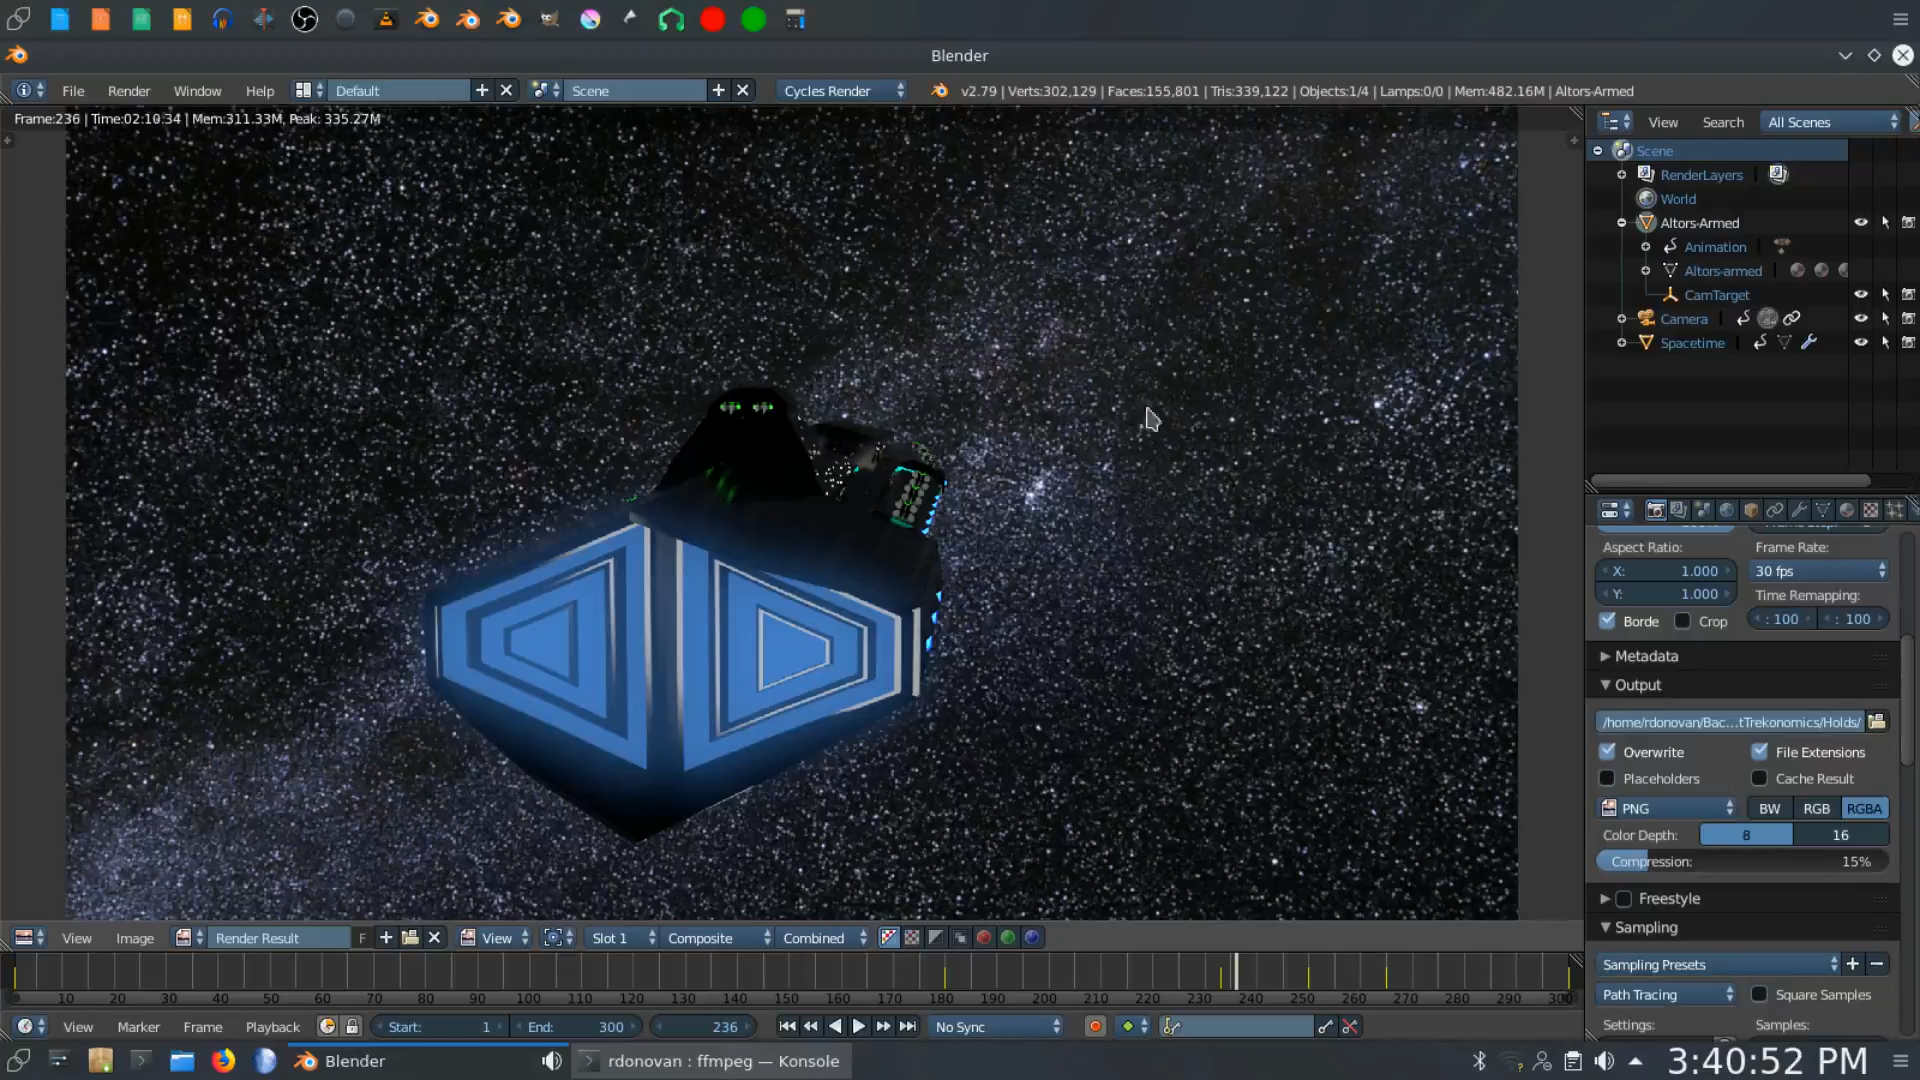 Blender
File Render Window Help Default Scene Cycles Render v2.79 | Verts:302,129 | Faces:155,801 | Tris:339,122 | Objects:1/4 | Lamps:0/0 | Mem:482.16M | Altors-Armed
Frame:236 | Time:02:10.34 | Mem:311.33M, Peak: 335.27M
View Search All Scenes
Scene
RenderLayers
World
Altors-Armed
Animation
Altors-armed
CamTarget
Camera
Spacetime
Aspect Ratio: Frame Rate:
X: 1.000 30 fps
Y: 1.000 Time Remapping:
Borde Crop : 100 : 100
Metadata
Output
/home/rdonovan/Bac...tTrekonomics/Holds/
Overwrite File Extensions
Placeholders Cache Result
PNG BW RGB RGBA
Color Depth: 8 16
Compression: 15%
Freestyle
Sampling
Sampling Presets
Path Tracing Square Samples
Settings: Samples:
View Image Render Result F View Slot 1 Composite Combined
10 20 30 40 50 60 70 80 90 100 110 120 130 140 150 160 170 180 190 200 210 220 230 240 250 260 270 280 290 300
View Marker Frame Playback Start: 1 End: 300 236 No Sync
Blender rdonovan : ffmpeg — Konsole 3:40:52 PM